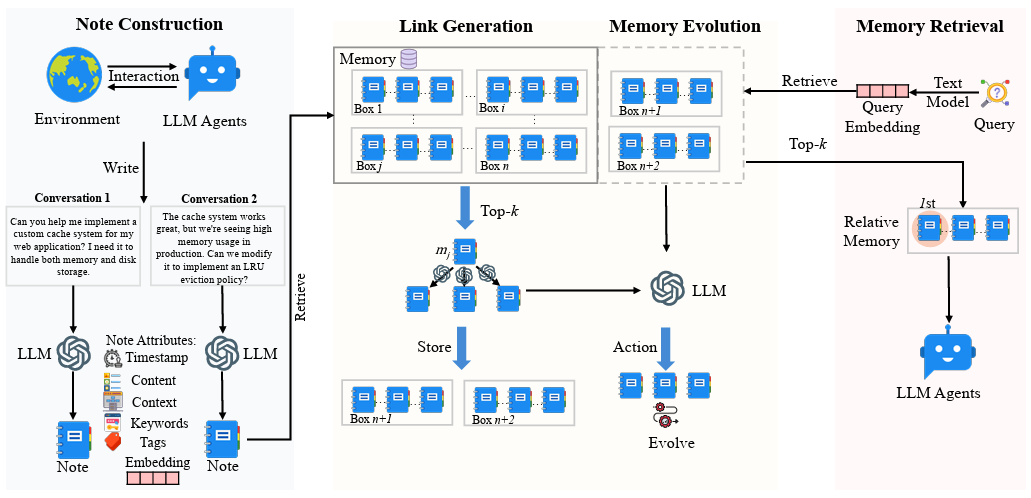 Note Construction
Interaction
Environment
LLM Agents
Write
Conversation 1
Can you help me implement a
custom cache system for my
web application? I need it to
handle both memory and disk
storage.
Conversation 2
The cache system works
great, but we're seeing high
memory usage in
production. Can we modify
it to implement an LRU
eviction policy?
LLM
LLM
Note Attributes:
Timestamp
Content
Context
Keywords
Tags
Embedding
Note
Note
Retrieve
Link Generation
Memory
Box 1
Box i
Box j
Box n
Top-k
mj
Store
Box n+1
Box n+2
Memory Evolution
Box n+1
Box n+2
LLM
Action
Evolve
Memory Retrieval
Retrieve
Text
Model
Query
Embedding
Query
Top-k
1st
Relative
Memory
LLM Agents